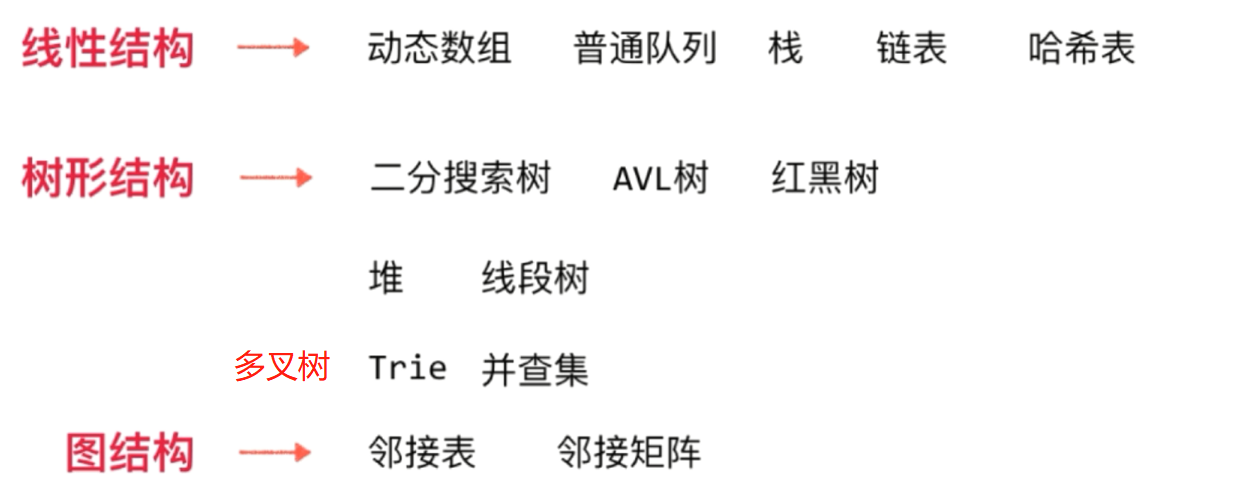 线性结构 动态数组 普通队列 栈 链表 哈希表
树形结构 二分搜索树 AVL树 红黑树
堆 线段树
多叉树 Trie 并查集
图结构 邻接表 邻接矩阵